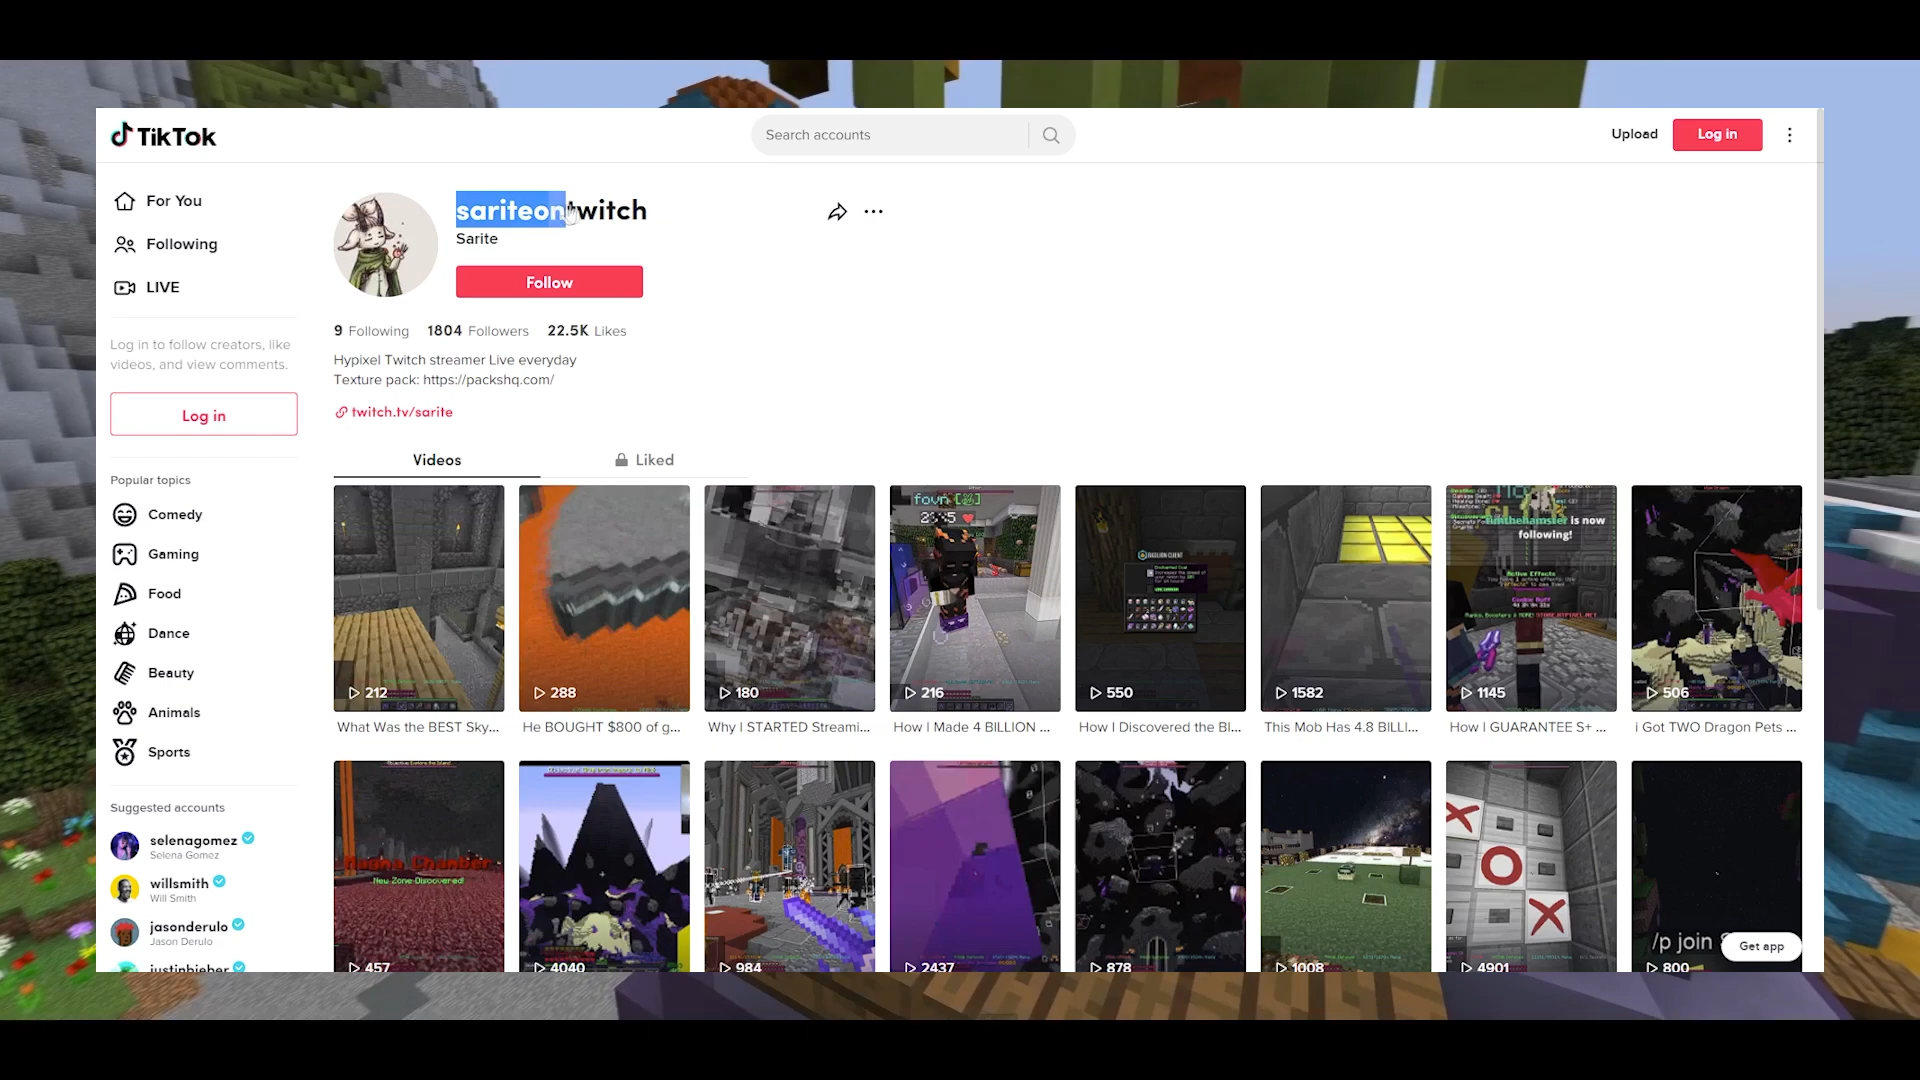 TikTok
Search accounts
Upload
Log in
For You
Following
LIVE
Log in to follow creators, like
videos, and view comments.
Log in
Popular topics
Comedy
Gaming
Food
Dance
Beauty
Animals
Sports
Suggested accounts
selenagomez
Selena Gomez
willsmith
Will Smith
jasonderulo
Jason Derulo
justinbieber
sariteontwitch
Sarite
Follow
9 Following 1804 Followers 22.5K Likes
Hypixel Twitch streamer Live everyday
Texture pack: https://packshq.com/
twitch.tv/sarite
Videos
Liked
212
288
180
fovn
216
550
1582
is now
following!
1145
506
What Was the BEST Sky...
He BOUGHT $800 of g...
Why I STARTED Streami...
How I Made 4 BILLION ...
How I Discovered the Bl...
This Mob Has 4.8 BILLI...
How I GUARANTEE S+ ...
i Got TWO Dragon Pets ...
Magma Chamber
New Zone Discovered!
457
4040
984
2437
878
1008
4901
/p join
800
Get app